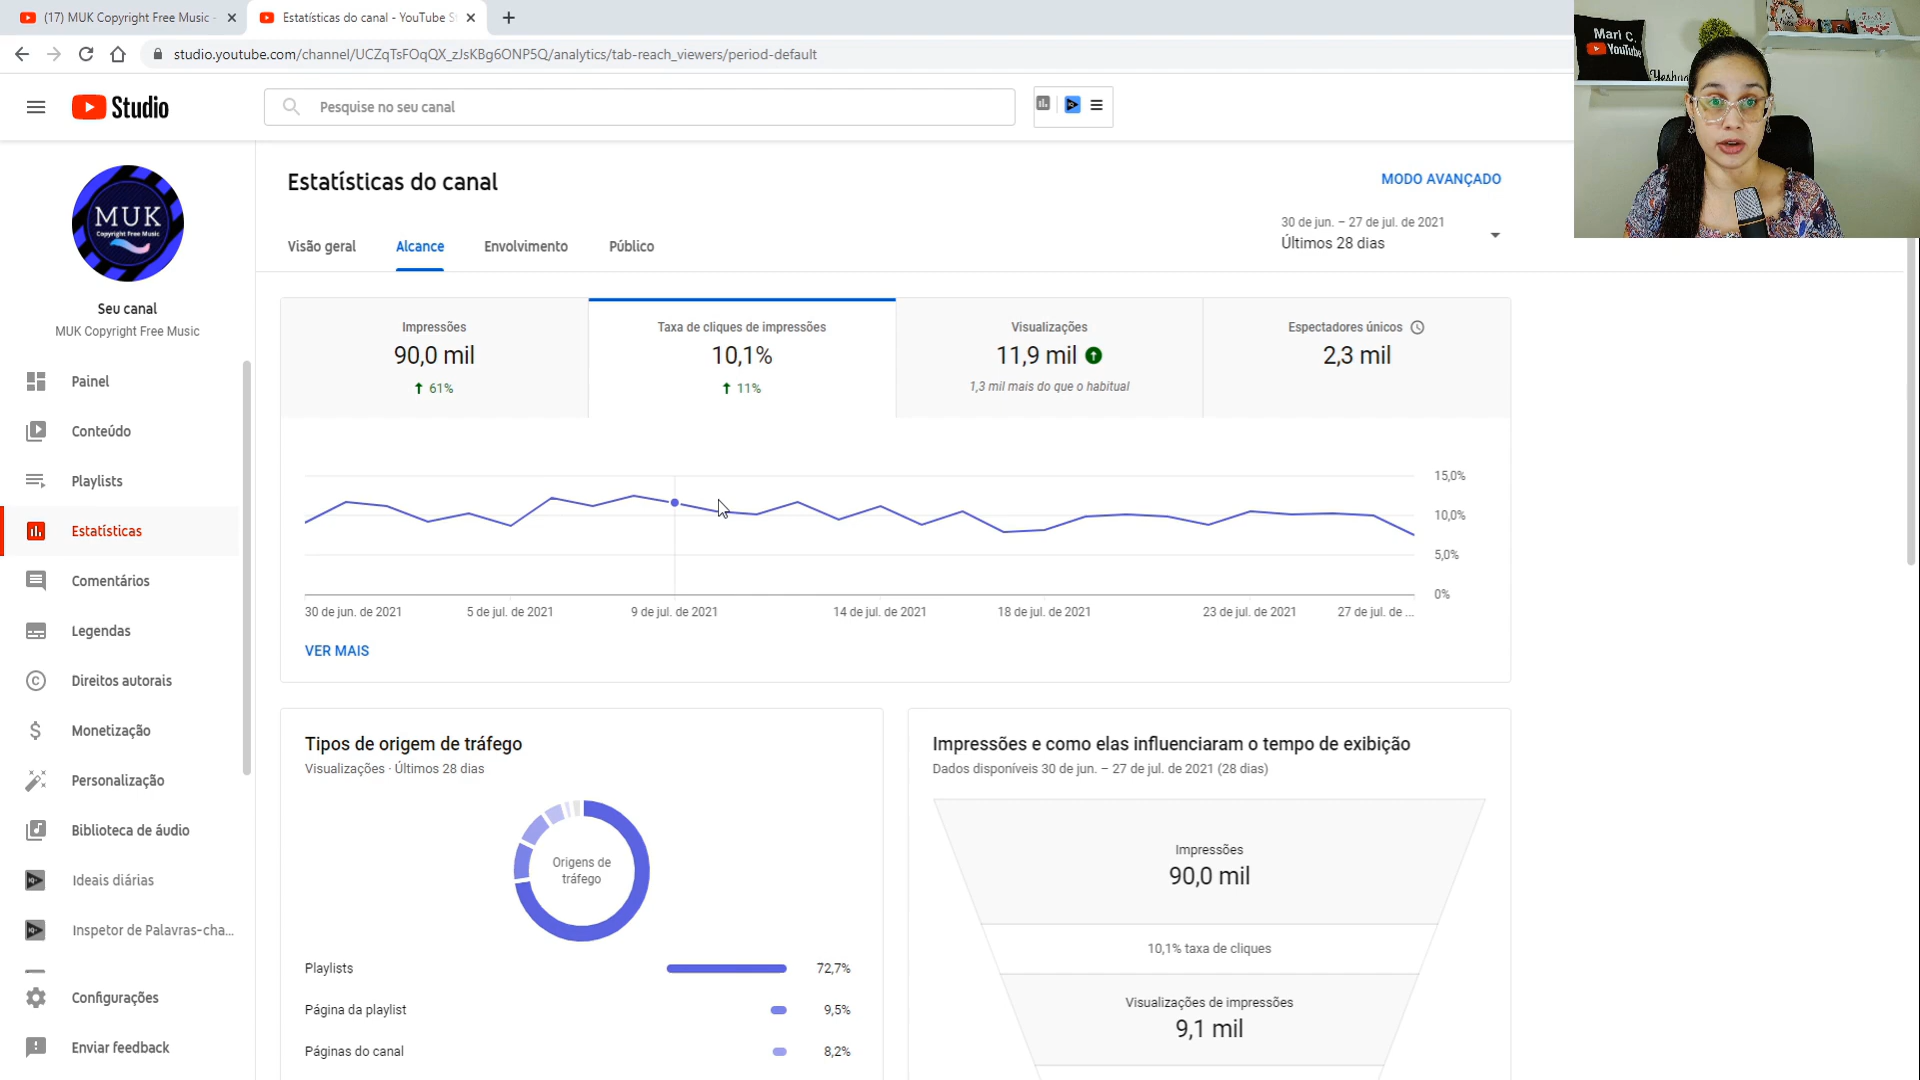 (17) MUK Copyright Free Music -
Estatísticas do canal - YouTube S
studio.youtube.com/channel/UCZqTsFOqQX_zJsKBg6ONP5Q/analytics/tab-reach_viewers/period-default
Mari C.
YouTube
Yeshua
Studio
Pesquise no seu canal
MUK
Copyright Free Music
Seu canal
MUK Copyright Free Music
Painel
Conteúdo
Playlists
Estatísticas
Comentários
Legendas
Direitos autorais
Monetização
Personalização
Biblioteca de áudio
Ideais diárias
Inspetor de Palavras-cha...
Configurações
Enviar feedback
Estatísticas do canal
MODO AVANÇADO
Visão geral
Alcance
Envolvimento
Público
30 de jun. – 27 de jul. de 2021
Últimos 28 dias
Impressões
90,0 mil
61%
Taxa de cliques de impressões
10,1%
11%
Visualizações
11,9 mil
1,3 mil mais do que o habitual
Espectadores únicos
2,3 mil
15,0%
10,0%
5,0%
0%
30 de jun. de 2021
5 de jul. de 2021
9 de jul. de 2021
14 de jul. de 2021
18 de jul. de 2021
23 de jul. de 2021
27 de jul. de ...
VER MAIS
Tipos de origem de tráfego
Visualizações · Últimos 28 dias
Origens de
tráfego
Playlists 72,7%
Página da playlist 9,5%
Páginas do canal 8,2%
Impressões e como elas influenciaram o tempo de exibição
Dados disponíveis 30 de jun. – 27 de jul. de 2021 (28 dias)
Impressões
90,0 mil
10,1% taxa de cliques
Visualizações de impressões
9,1 mil